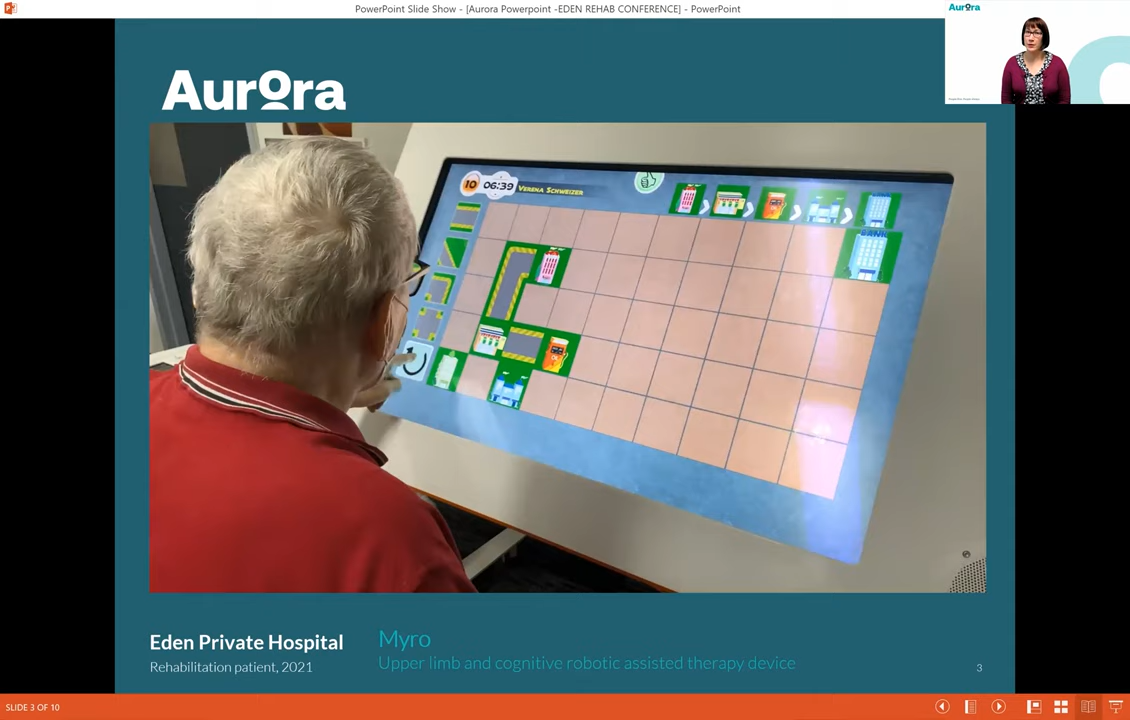 PowerPoint Slide Show - [Aurora Powerpoint -EDEN REHAB CONFERENCE] - PowerPoint
Aurora
Aurora
10 06:39 VERENA SCHWEIZER
BANK
Eden Private Hospital
Rehabilitation patient, 2021
Myro
Upper limb and cognitive robotic assisted therapy device
3
SLIDE 3 OF 10